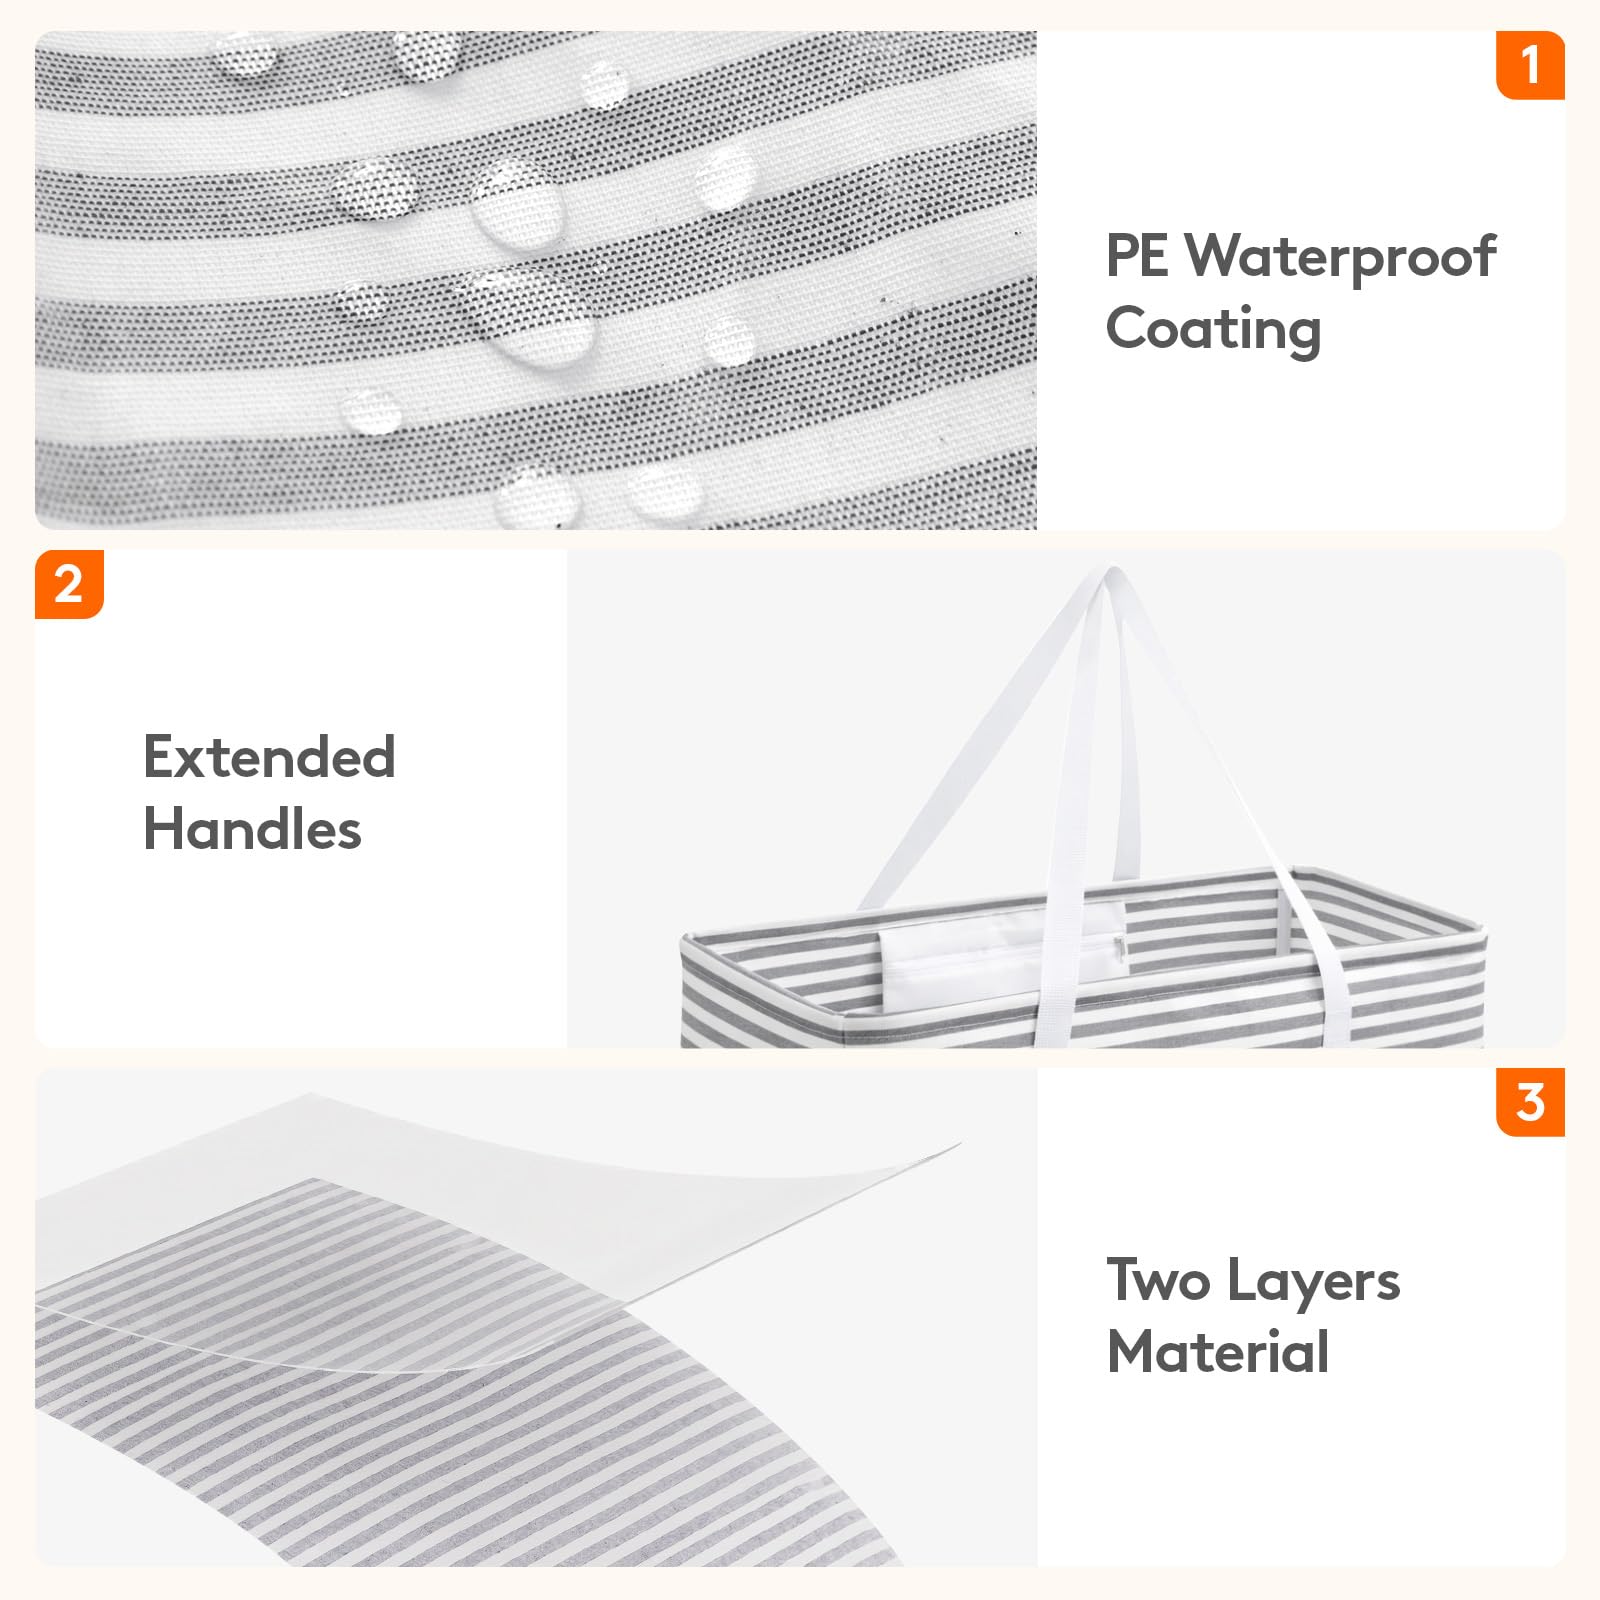 1
PE Waterproof
Coating
2
Extended
Handles
3
Two Layers
Material